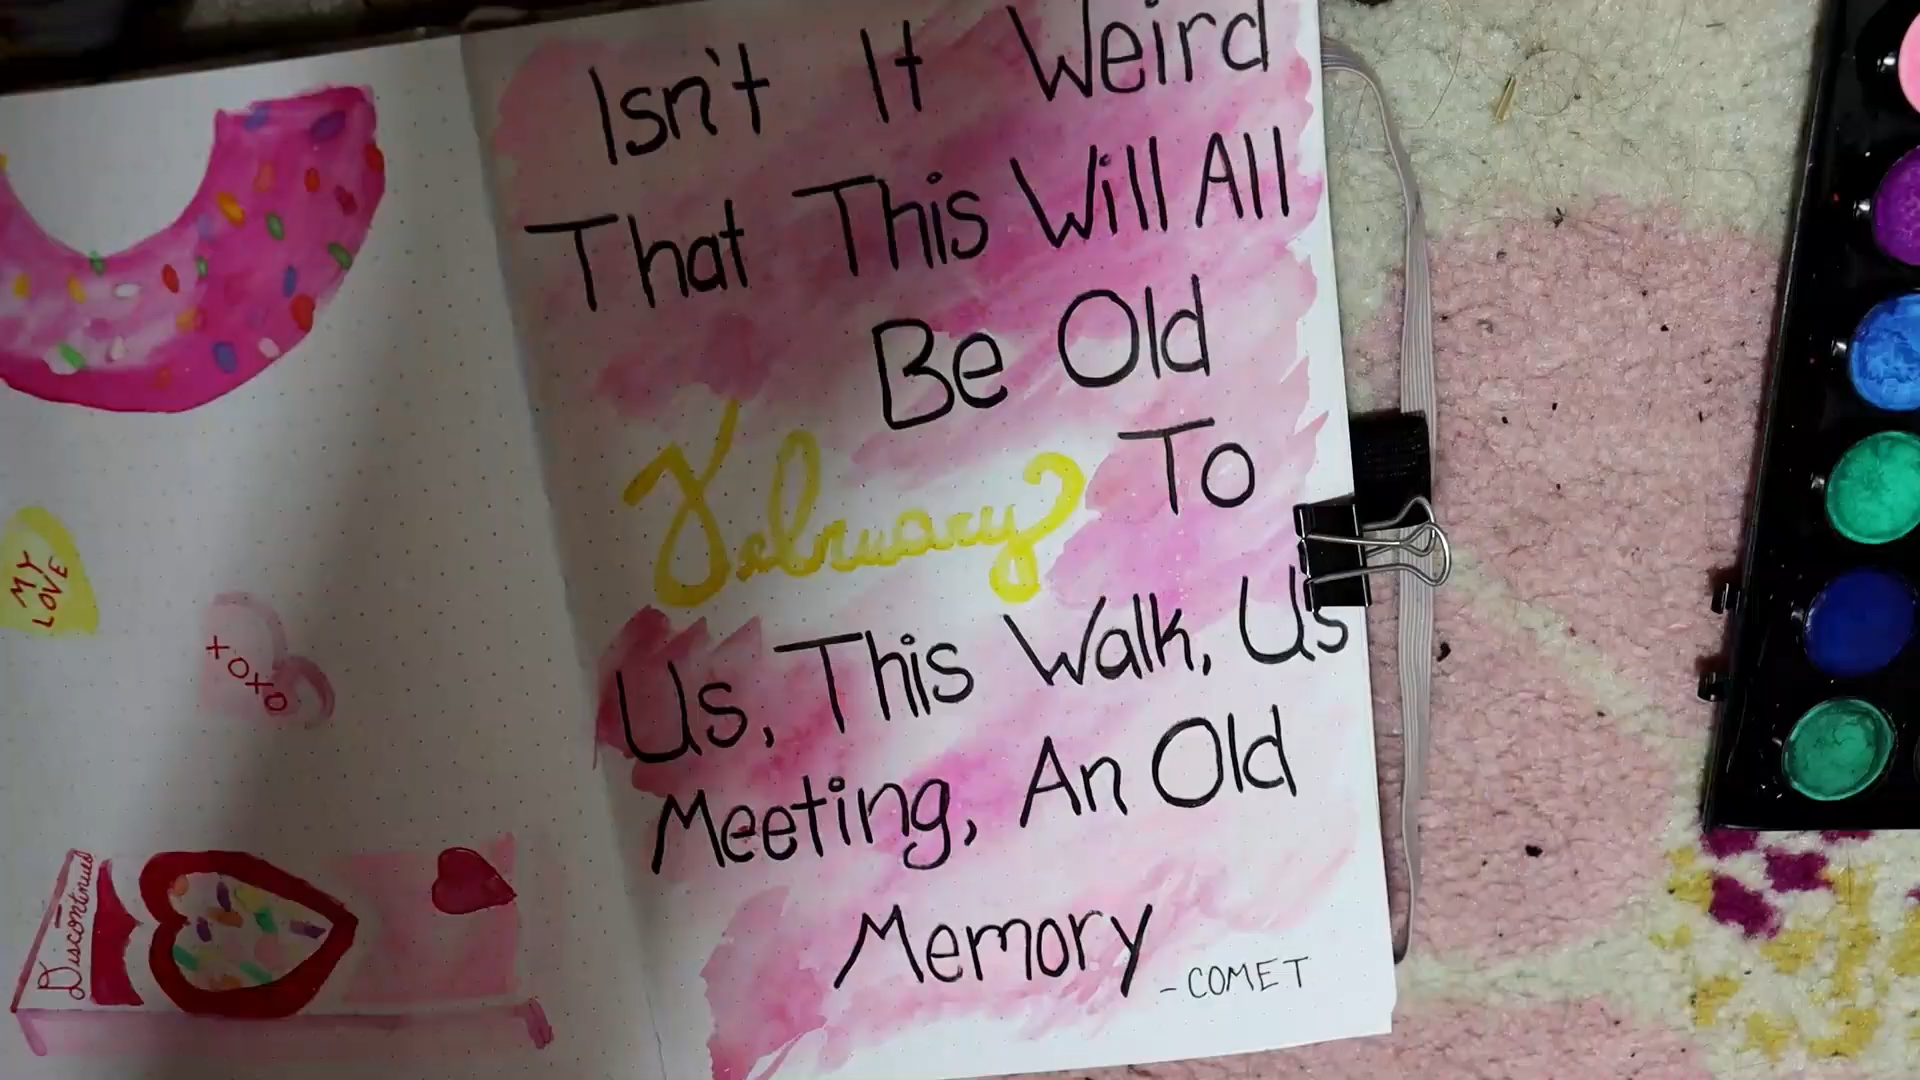 MY
LOVE
XOXO
Discontinued
Isn't It Weird
That This Will All
Be Old
February To
Us, This Walk, Us
Meeting, An Old
Memory
-COMET